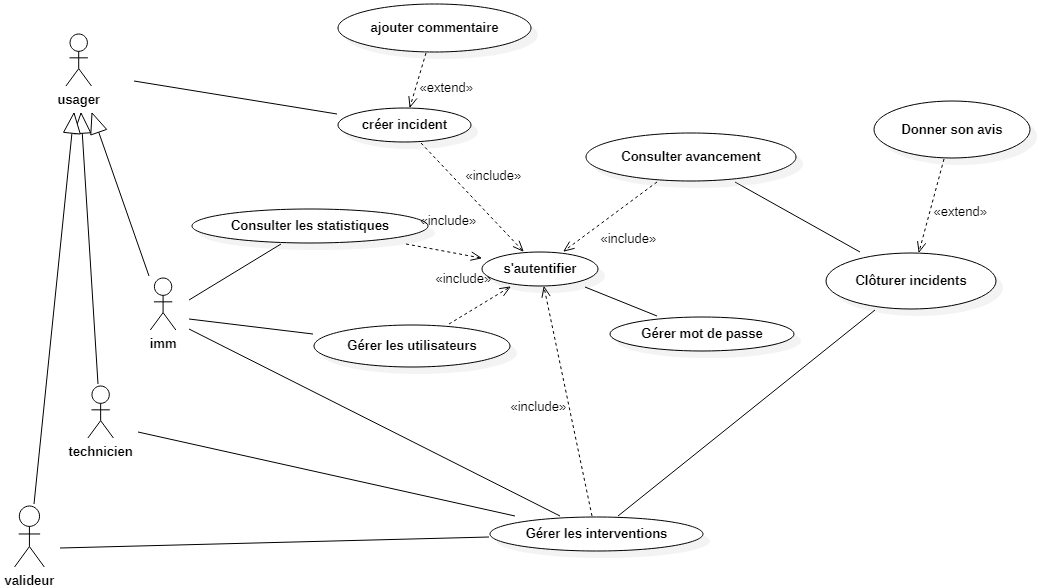 ajouter commentaire
usager
«extend»
créer incident
Donner son avis
Consulter avancement
«include»
«extend»
Consulter les statistiques
«include»
«include»
s'autentifier
«include»
Clôturer incidents
imm
Gérer les utilisateurs
Gérer mot de passe
«include»
technicien
Gérer les interventions
valideur